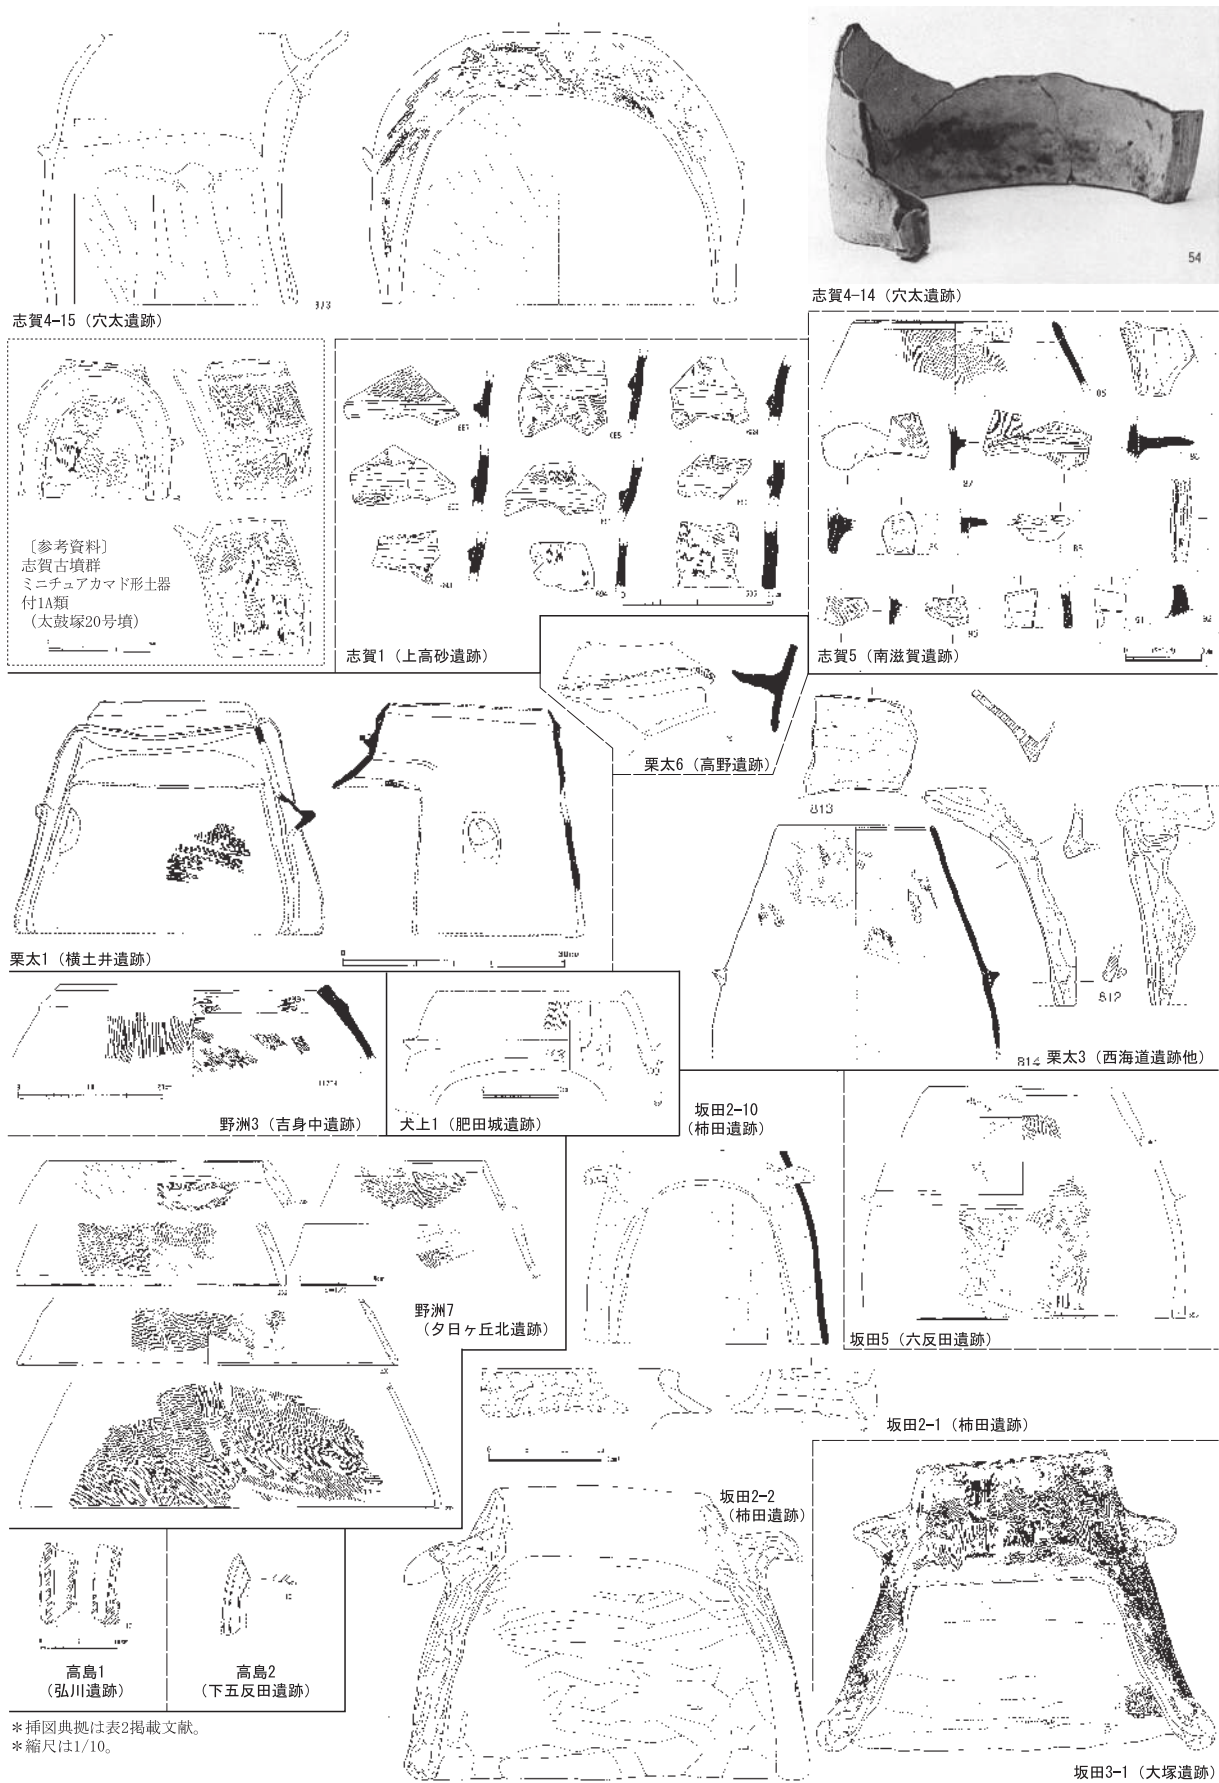 54
志賀4-15（穴太遺跡）
志賀4-14（穴太遺跡）
〔参考資料〕
志賀古墳群
ミニチュアカマド形土器
付1A類
（太鼓塚20号墳）
志賀1（上高砂遺跡）
志賀5（南滋賀遺跡）
栗太6（高野遺跡）
813
栗太1（横土井遺跡）
812
814
栗太3（西海道遺跡他）
野洲3（吉身中遺跡）
犬上1（肥田城遺跡）
坂田2-10
（柿田遺跡）
野洲7
（夕日ヶ丘北遺跡）
坂田5（六反田遺跡）
坂田2-1（柿田遺跡）
坂田2-2
（柿田遺跡）
高島1
（弘川遺跡）
高島2
（下五反田遺跡）
＊挿図典拠は表2掲載文献。
＊縮尺は1/10。
坂田3-1（大塚遺跡）